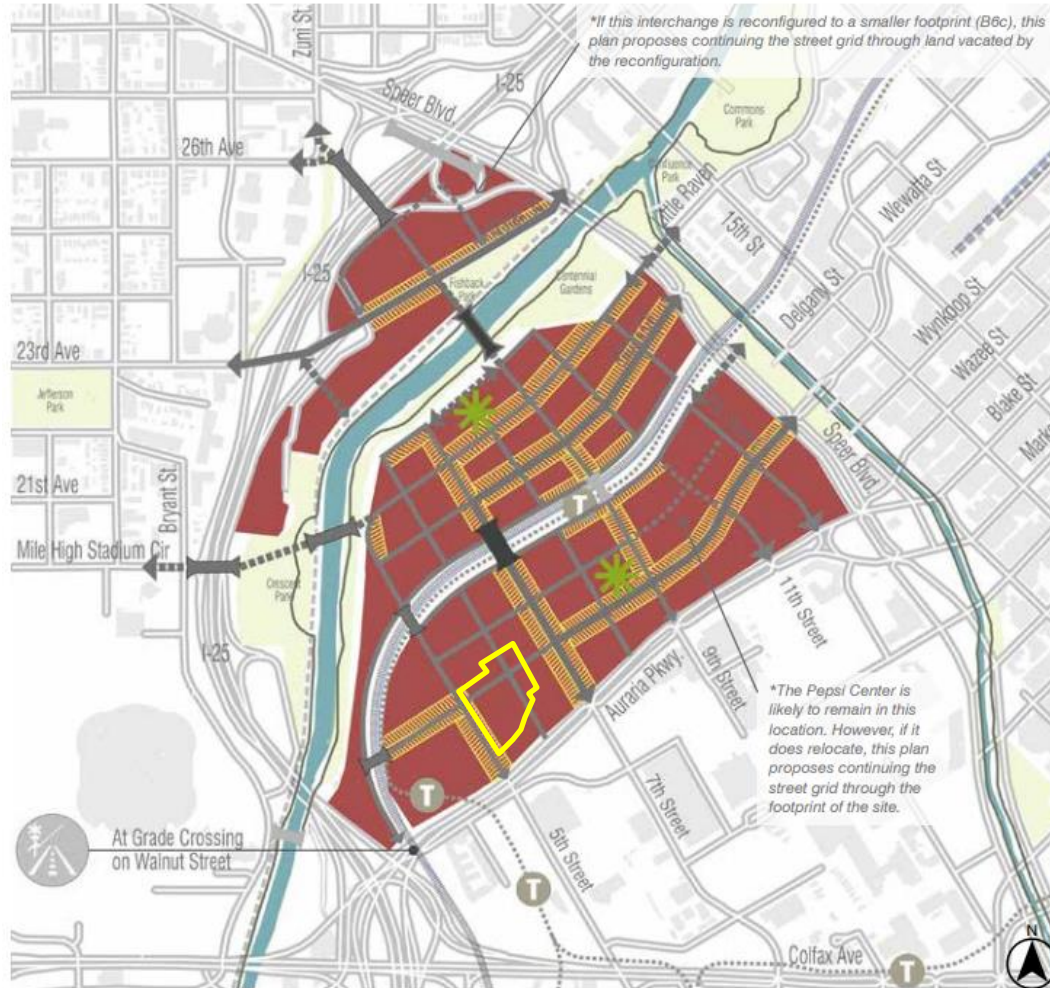 *If this interchange is reconfigured to a smaller footprint (B6c), this
plan proposes continuing the street grid through land vacated by
the reconfiguration.
Zuni St.
I-25
Speer Blvd
Commons
Park
26th Ave
Confluence
Park
Little Raven
Wewatta St
15th St
I-25
Fishback
Park
Centennial
Gardens
Delgany St
Wynkoop St
23rd Ave
Wazee St
Jefferson
Park
Blake St
Speer Blvd
21st Ave
Bryant St
T
Mile High Stadium Cir
Crescent
Park
11th Street
I-25
9th Street
Auraria Pkwy.
*The Pepsi Center is
likely to remain in this
location. However, if it
does relocate, this plan
proposes continuing the
street grid through the
footprint of the site.
7th Street
T
At Grade Crossing
on Walnut Street
5th Street
T
N
Colfax Ave
T